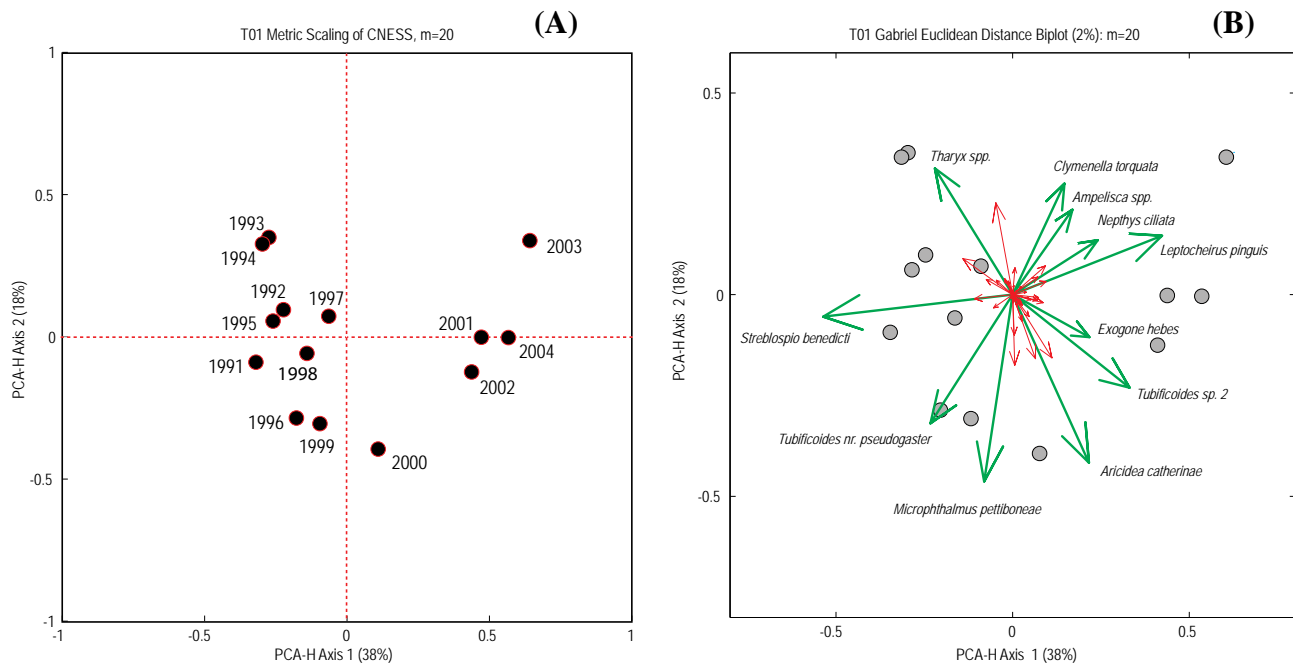 T01 Metric Scaling of CNESS, m=20
(A)
1
0.5
0
-0.5
-1
PCA-H Axis 2 (18%)
1993
1994
1992
1997
1995
1991
1998
1996
1999
2000
2003
2001
2004
2002
-1
-0.5
0
0.5
1
PCA-H Axis 1 (38%)
(B)
T01 Gabriel Euclidean Distance Biplot (2%): m=20
0.5
0
-0.5
PCA-H Axis 2 (18%)
Tharyx spp.
Clymenella torquata
Ampelisca spp.
Nepthys ciliata
Leptocheirus pinguis
Streblospio benedicti
Exogone hebes
Tubificoides sp. 2
Tubificoides nr. pseudogaster
Aricidea catherinae
Microphthalmus pettiboneae
-0.5
0
0.5
PCA-H Axis 1 (38%)